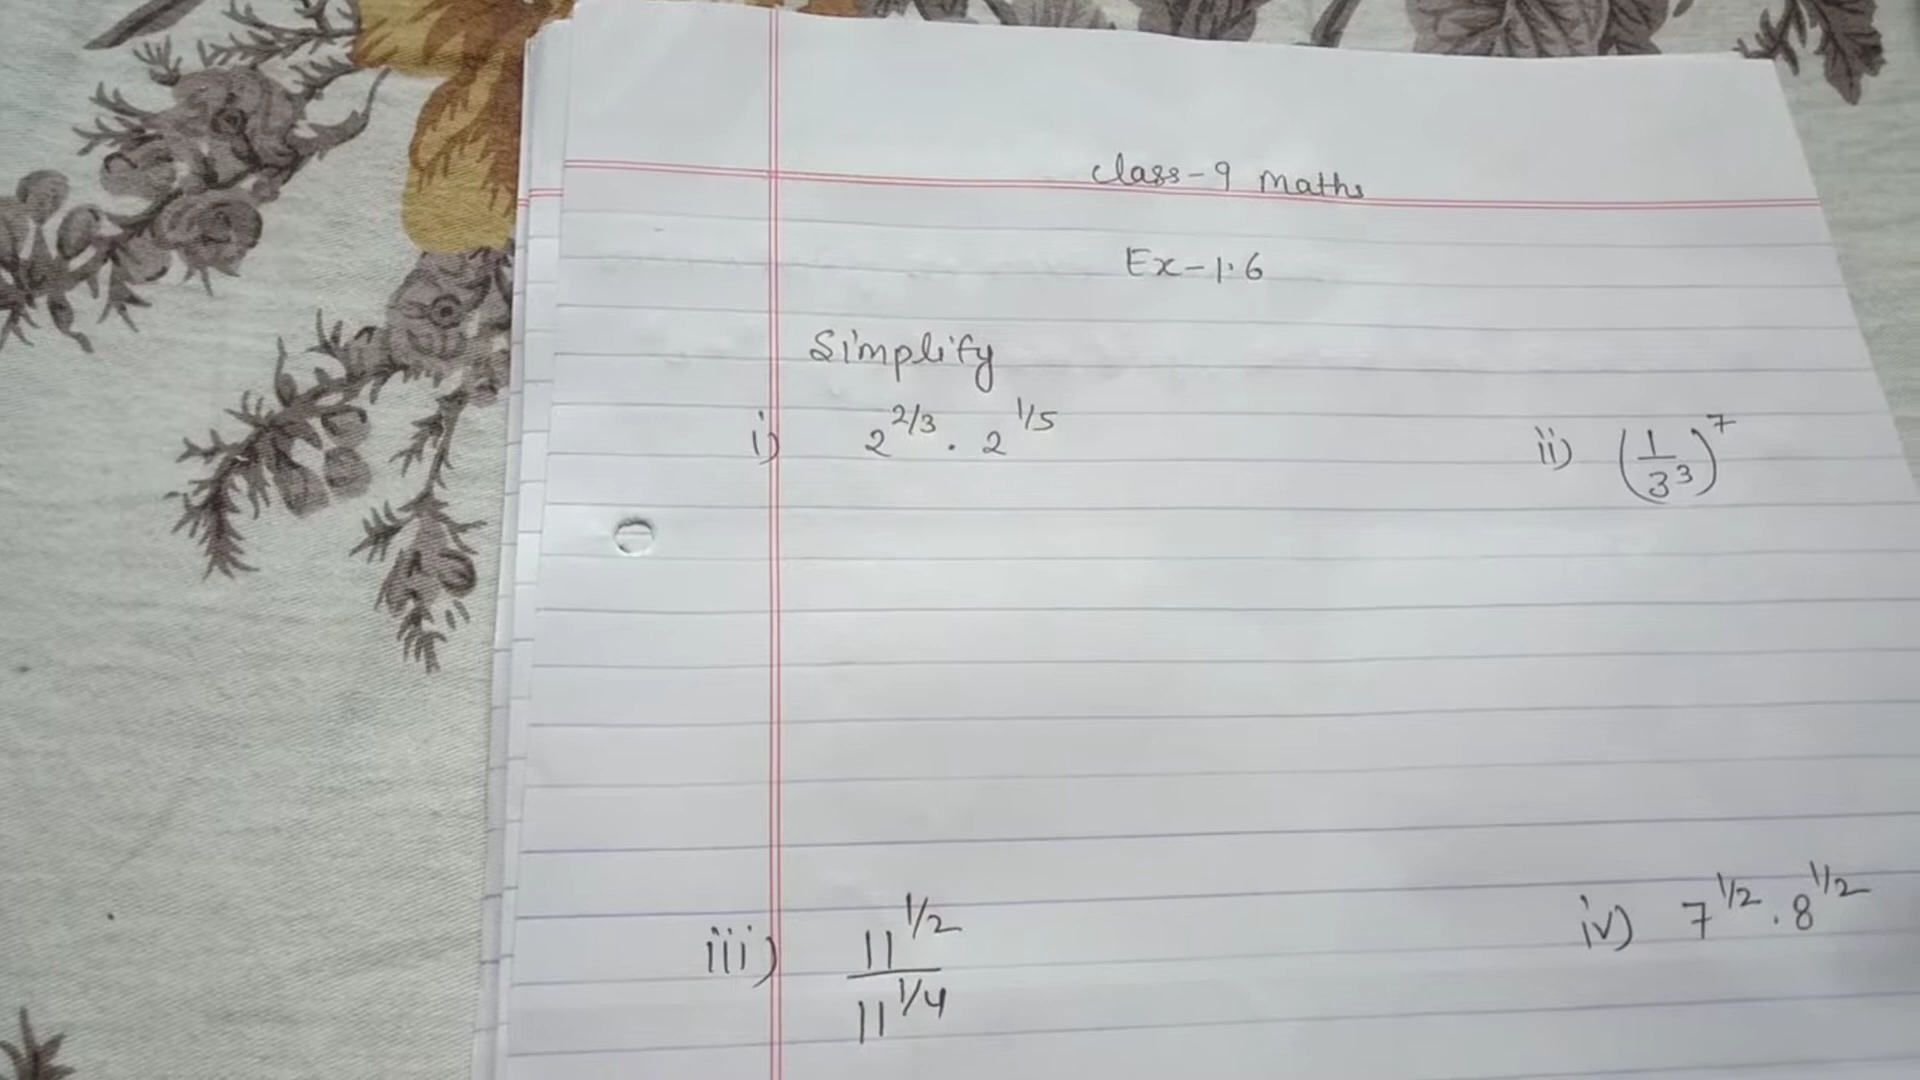 class-9 maths
Ex-1.6
Simplify
i) 2^2/3 . 2^1/5 ii) (1/3^3)^7
iii) 11^1/2 / 11^1/4 iv) 7^1/2 . 8^1/2